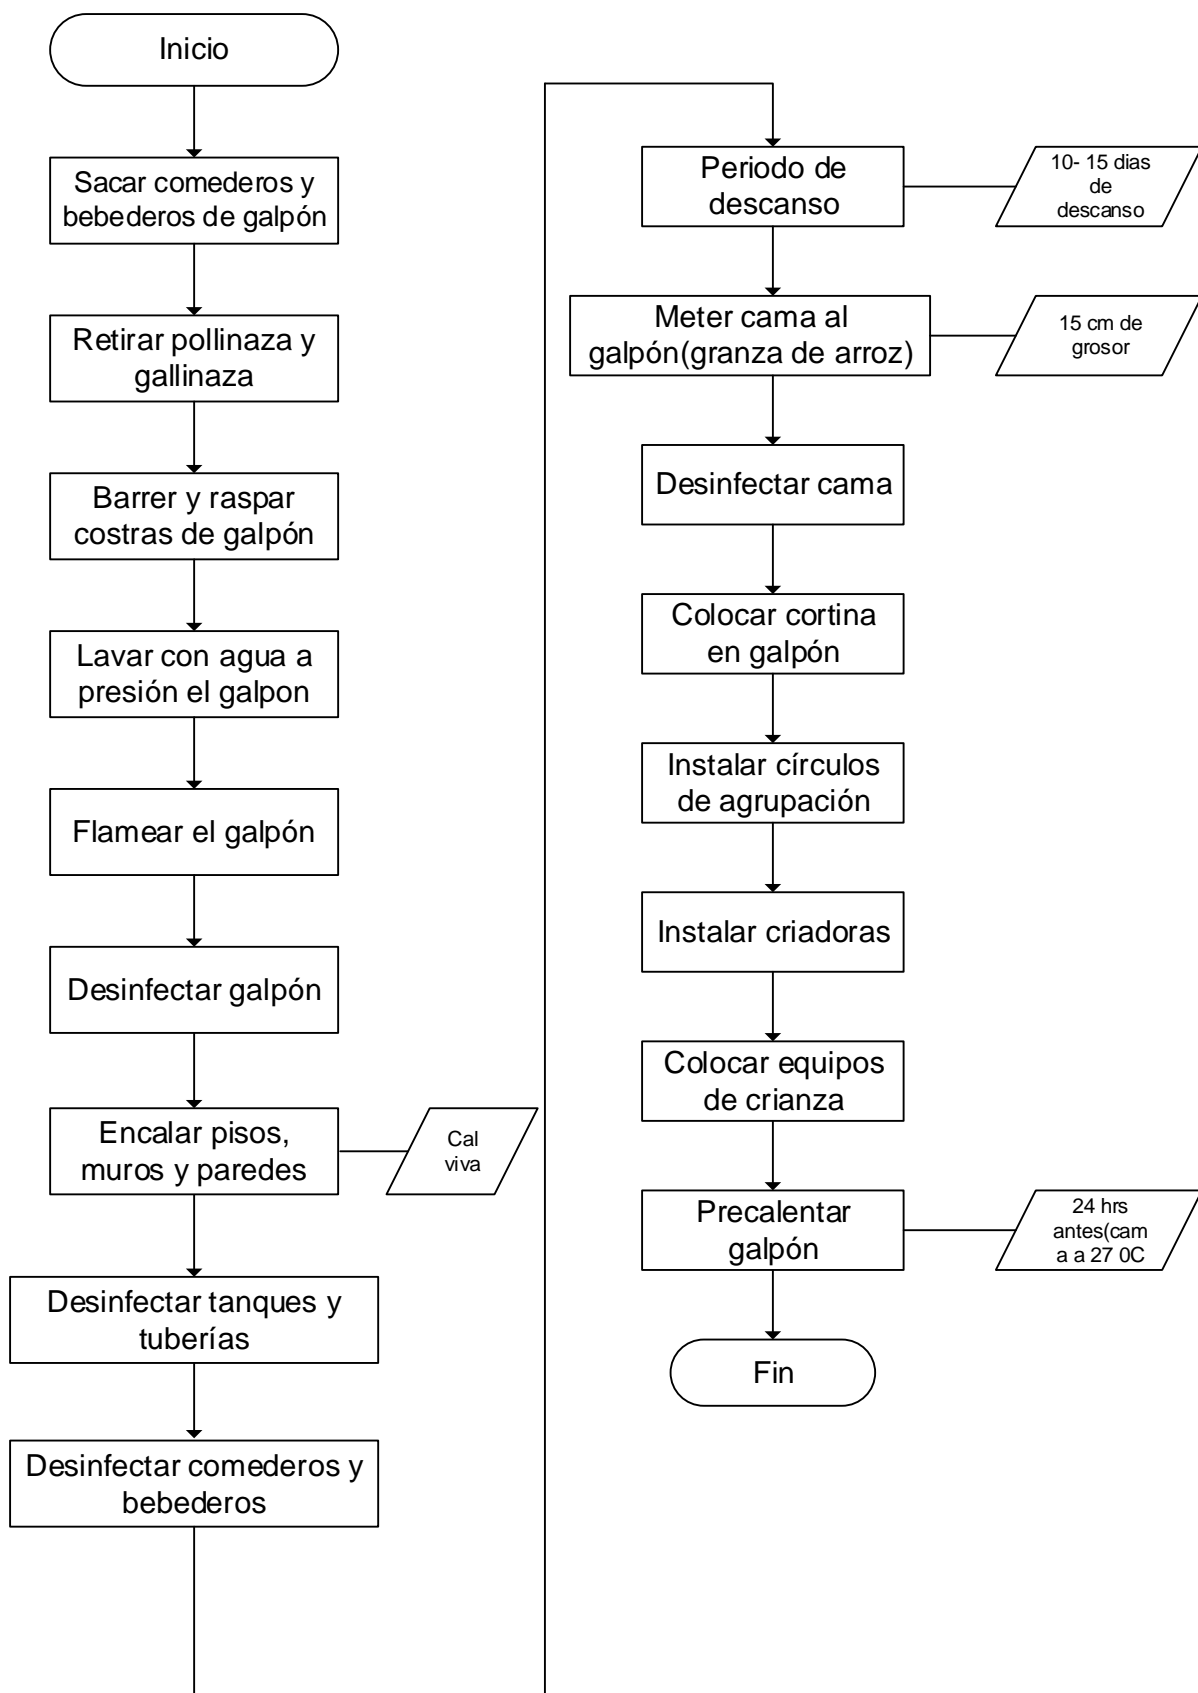 Inicio
Sacar comederos y
bebederos de galpón
Retirar pollinaza y
gallinaza
Barrer y raspar
costras de galpón
Lavar con agua a
presión el galpon
Flamear el galpón
Desinfectar galpón
Encalar pisos,
muros y paredes
Cal
viva
Desinfectar tanques y
tuberías
Desinfectar comederos y
bebederos
Periodo de
descanso
10- 15 dias
de
descanso
Meter cama al
galpón(granza de arroz)
15 cm de
grosor
Desinfectar cama
Colocar cortina
en galpón
Instalar círculos
de agrupación
Instalar criadoras
Colocar equipos
de crianza
Precalentar
galpón
24 hrs
antes(cam
a a 27 0C
Fin